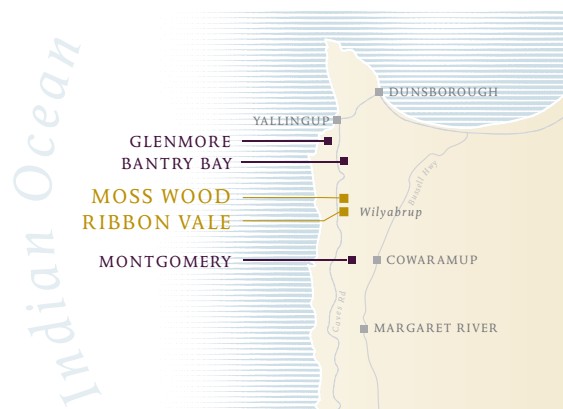 Indian Ocean
DUNSBOROUGH
YALLINGUP
GLENMORE
BANTRY BAY
Bussell Hwy
MOSS WOOD
RIBBON VALE
Wilyabrup
MONTGOMERY
COWARAMUP
Caves Rd
MARGARET RIVER